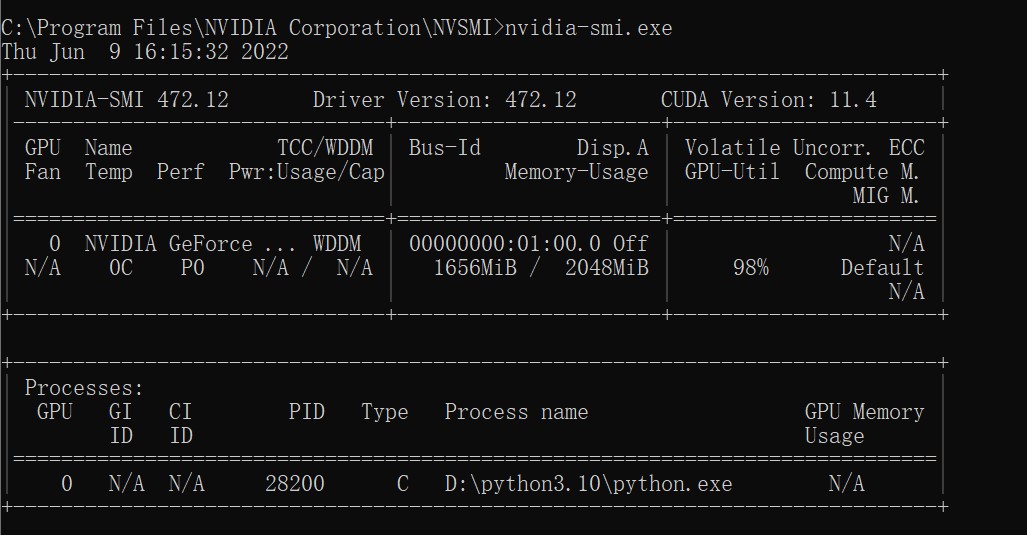 C:\Program Files\NVIDIA Corporation\NVSMI>nvidia-smi.exe
Thu Jun  9 16:15:32 2022
+-----------------------------------------------------------------------------+
| NVIDIA-SMI 472.12       Driver Version: 472.12       CUDA Version: 11.4     |
|-------------------------------+----------------------+----------------------+
| GPU  Name            TCC/WDDM | Bus-Id        Disp.A | Volatile Uncorr. ECC |
| Fan  Temp  Perf  Pwr:Usage/Cap|         Memory-Usage | GPU-Util  Compute M. |
|                               |                      |               MIG M. |
|===============================+======================+======================|
|   0  NVIDIA GeForce ... WDDM  | 00000000:01:00.0 Off |                  N/A |
| N/A    0C    P0    N/A /  N/A |   1656MiB /  2048MiB |     98%      Default |
|                               |                      |                  N/A |
+-------------------------------+----------------------+----------------------+
+-----------------------------------------------------------------------------+
| Processes:                                                                  |
|  GPU   GI   CI        PID   Type   Process name                  GPU Memory |
|        ID   ID                                                   Usage      |
|=============================================================================|
|    0   N/A  N/A     28200      C   D:\python3.10\python.exe        N/A      |
+-----------------------------------------------------------------------------+